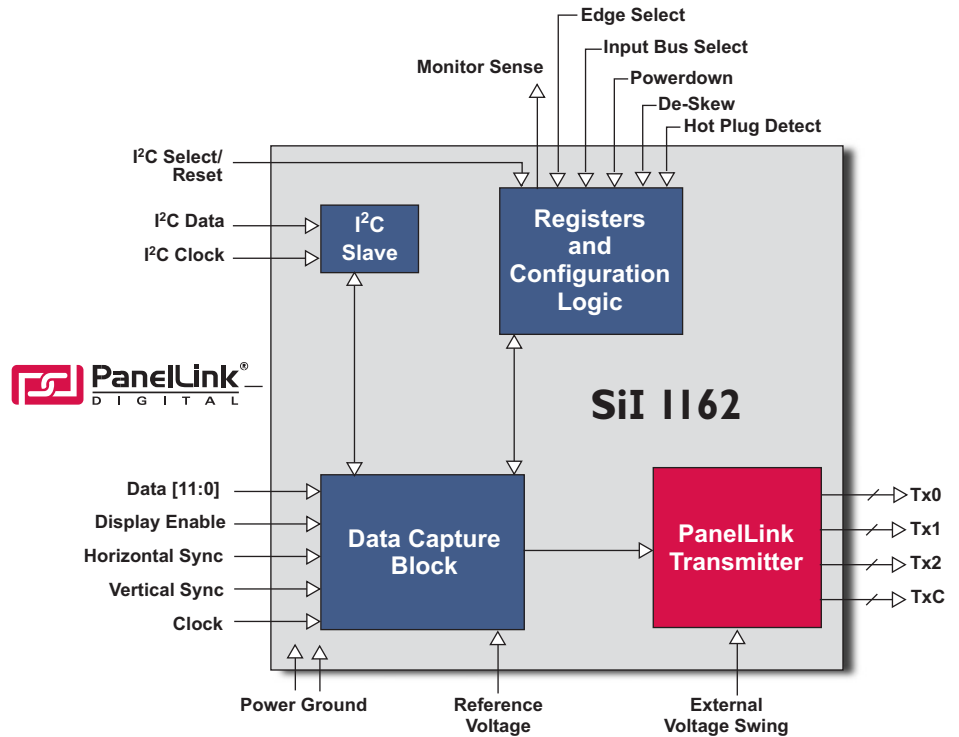 Edge Select
Input Bus Select
Monitor Sense
Powerdown
De-Skew
Hot Plug Detect
I²C Select/
Reset
I²C Data
I²C Clock
I²C
Slave
Registers
and
Configuration
Logic
PanelLink®
DIGITAL
SiI 1162
Data [11:0]
Display Enable
Horizontal Sync
Vertical Sync
Clock
Data Capture
Block
PanelLink
Transmitter
Tx0
Tx1
Tx2
TxC
Power Ground
Reference
Voltage
External
Voltage Swing